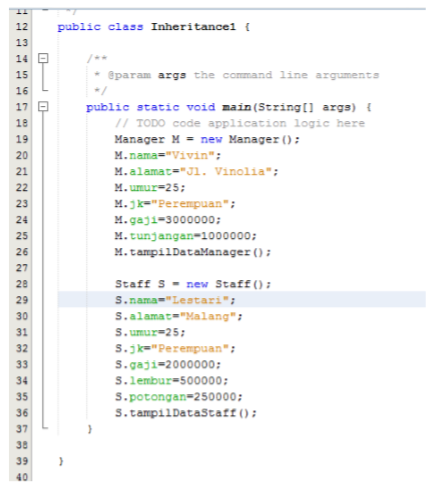 11 */
12 public class Inheritance1 {
13
14 /**
15 * @param args the command line arguments
16 */
17 public static void main(String[] args) {
18 // TODO code application logic here
19 Manager M = new Manager();
20 M.nama="Vivin";
21 M.alamat="Jl. Vinolia";
22 M.umur=25;
23 M.jk="Perempuan";
24 M.gaji=3000000;
25 M.tunjangan=1000000;
26 M.tampilDataManager();
27
28 Staff S = new Staff();
29 S.nama="Lestari";
30 S.alamat="Malang";
31 S.umur=25;
32 S.jk="Perempuan";
33 S.gaji=2000000;
34 S.lembur=500000;
35 S.potongan=250000;
36 S.tampilDataStaff();
37 }
38
39 }
40